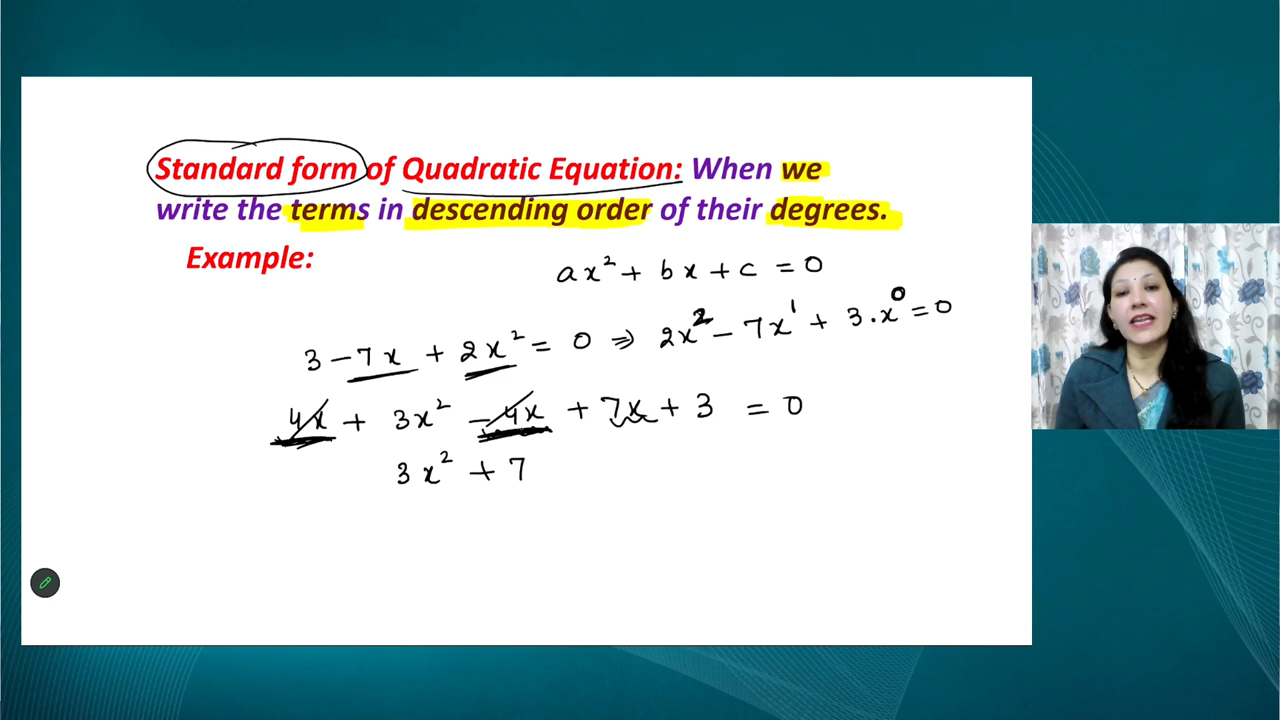 Standard form of Quadratic Equation: When we
write the terms in descending order of their degrees.
Example:
ax² + bx + c = 0
3 - 7x + 2x² = 0 ⇒ 2x² - 7x¹ + 3·x⁰ = 0
4x + 3x² - 4x + 7x + 3 = 0
3x² + 7